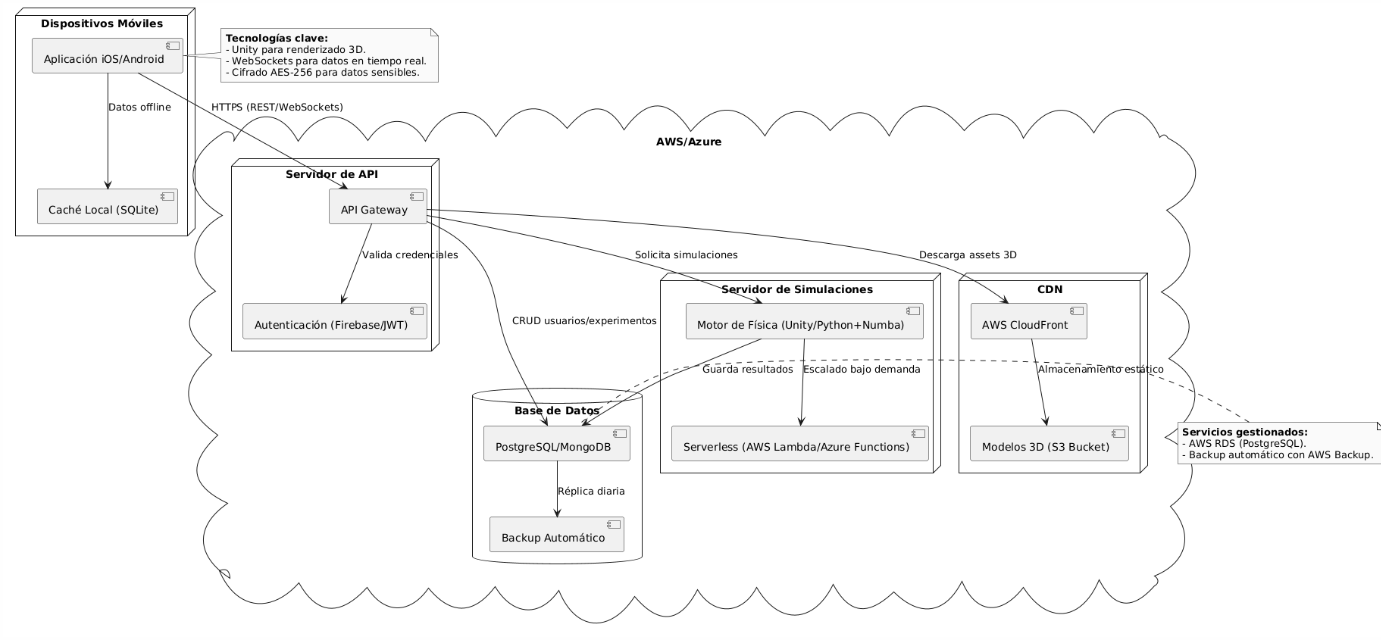 Dispositivos Móviles
Aplicación iOS/Android
Tecnologías clave:
- Unity para renderizado 3D.
- WebSockets para datos en tiempo real.
- Cifrado AES-256 para datos sensibles.
Datos offline
HTTPS (REST/WebSockets)
Caché Local (SQLite)
AWS/Azure
Servidor de API
API Gateway
Valida credenciales
Autenticación (Firebase/JWT)
Solicita simulaciones
Descarga assets 3D
CRUD usuarios/experimentos
Servidor de Simulaciones
Motor de Física (Unity/Python+Numba)
Guarda resultados
Escalado bajo demanda
Serverless (AWS Lambda/Azure Functions)
CDN
AWS CloudFront
Almacenamiento estático
Modelos 3D (S3 Bucket)
Base de Datos
PostgreSQL/MongoDB
Réplica diaria
Backup Automático
Servicios gestionados:
- AWS RDS (PostgreSQL).
- Backup automático con AWS Backup.